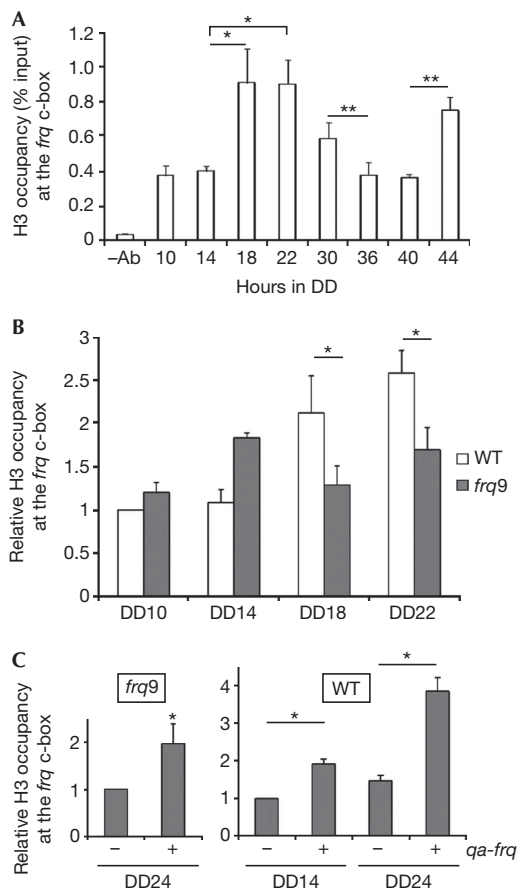 A
H3 occupancy (% input)
at the frq c-box
1.2
1.0
0.8
0.6
0.4
0.2
0
* *
** **
–Ab 10 14 18 22 30 36 40 44
Hours in DD
B
Relative H3 occupancy
at the frq c-box
3
2.5
2
1.5
1
0.5
0
* *
WT
frq9
DD10 DD14 DD18 DD22
C
Relative H3 occupancy
at the frq c-box
frq9
2
1
0
*
– +
DD24
WT
4
3
2
1
0
* *
– + – + qa-frq
DD14 DD24